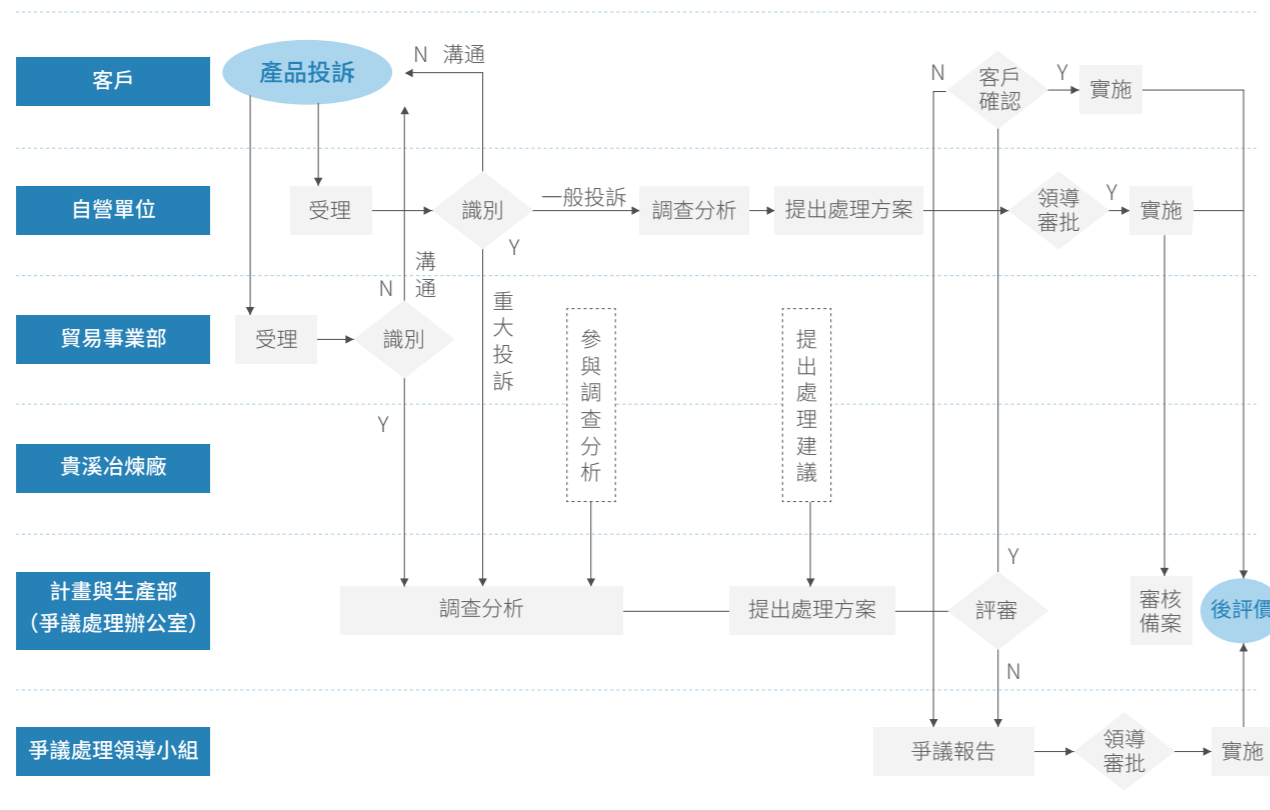 客戶
產品投訴
N 溝通
N
客戶
確認
Y
實施
自營單位
受理
識別
一般投訴
調查分析
提出處理方案
領導
審批
Y
實施
Y
溝
通
N
貿易事業部
受理
識別
重
大
投
訴
參
與
調
查
分
析
提
出
處
理
建
議
Y
貴溪冶煉廠
計畫與生產部
(爭議處理辦公室)
調查分析
提出處理方案
Y
評審
審核
備案
後評價
N
爭議處理領導小組
爭議報告
領導
審批
實施